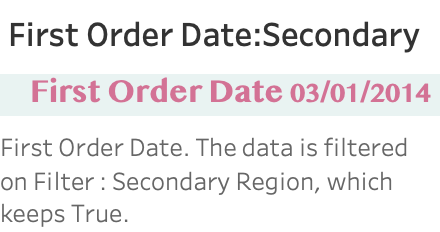 First Order Date:Secondary
First Order Date 03/01/2014
First Order Date. The data is filtered
on Filter : Secondary Region, which
keeps True.